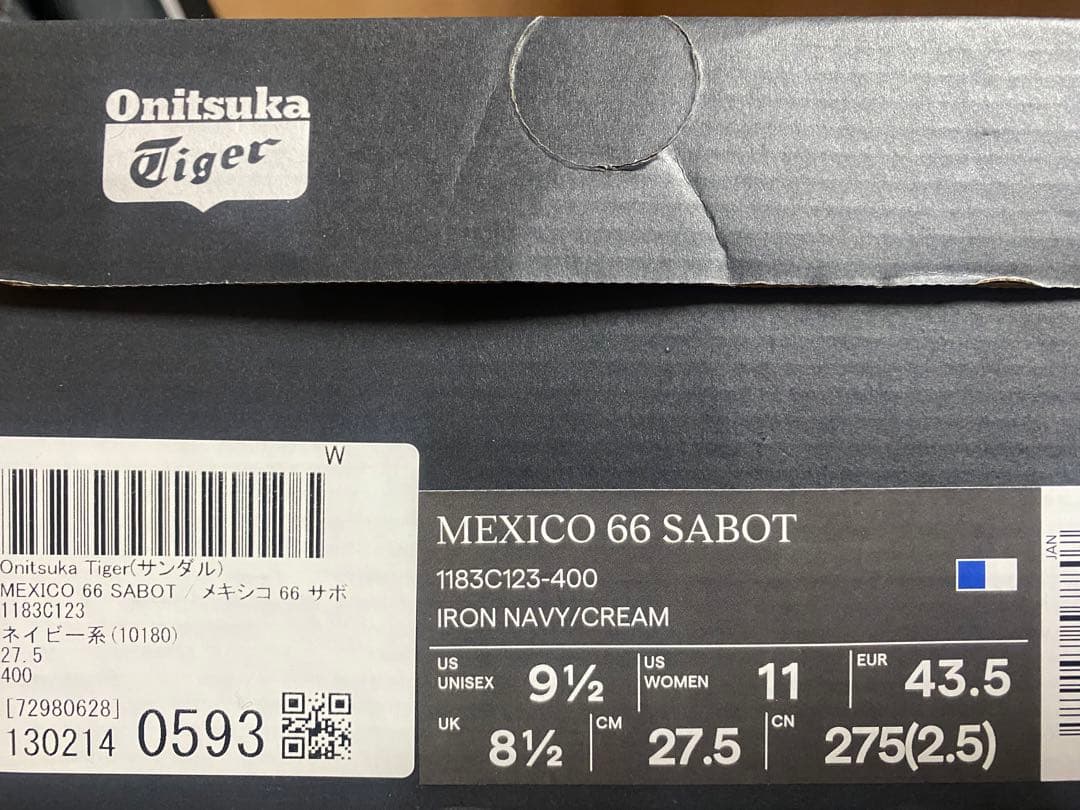 Onitsuka
Tiger
W
Onitsuka Tiger(サンダル)
MEXICO 66 SABOT / メキシコ 66 サボ
1183C123
ネイビー系(10180)
27.5
400
[72980628]
130214 0593
MEXICO 66 SABOT
1183C123-400
IRON NAVY/CREAM
US UNISEX 9½ US WOMEN 11 EUR 43.5
UK 8½ CM 27.5 CN 275(2.5)
JAN